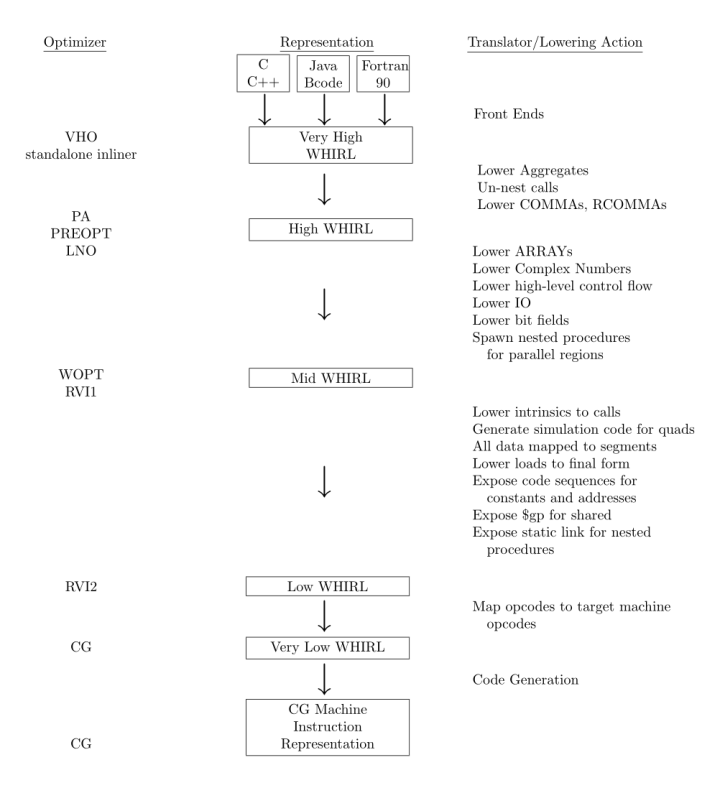 Optimizer Representation Translator/Lowering Action
C Java Fortran
C++ Bcode 90
Front Ends
VHO Very High
standalone inliner WHIRL
Lower Aggregates
Un-nest calls
Lower COMMAs, RCOMMAs
PA
PREOPT High WHIRL
LNO Lower ARRAYs
Lower Complex Numbers
Lower high-level control flow
Lower IO
Lower bit fields
Spawn nested procedures
for parallel regions
WOPT Mid WHIRL
RVI1
Lower intrinsics to calls
Generate simulation code for quads
All data mapped to segments
Lower loads to final form
Expose code sequences for
constants and addresses
Expose $gp for shared
Expose static link for nested
procedures
RVI2 Low WHIRL
Map opcodes to target machine
opcodes
CG Very Low WHIRL
Code Generation
CG Machine
Instruction
CG Representation